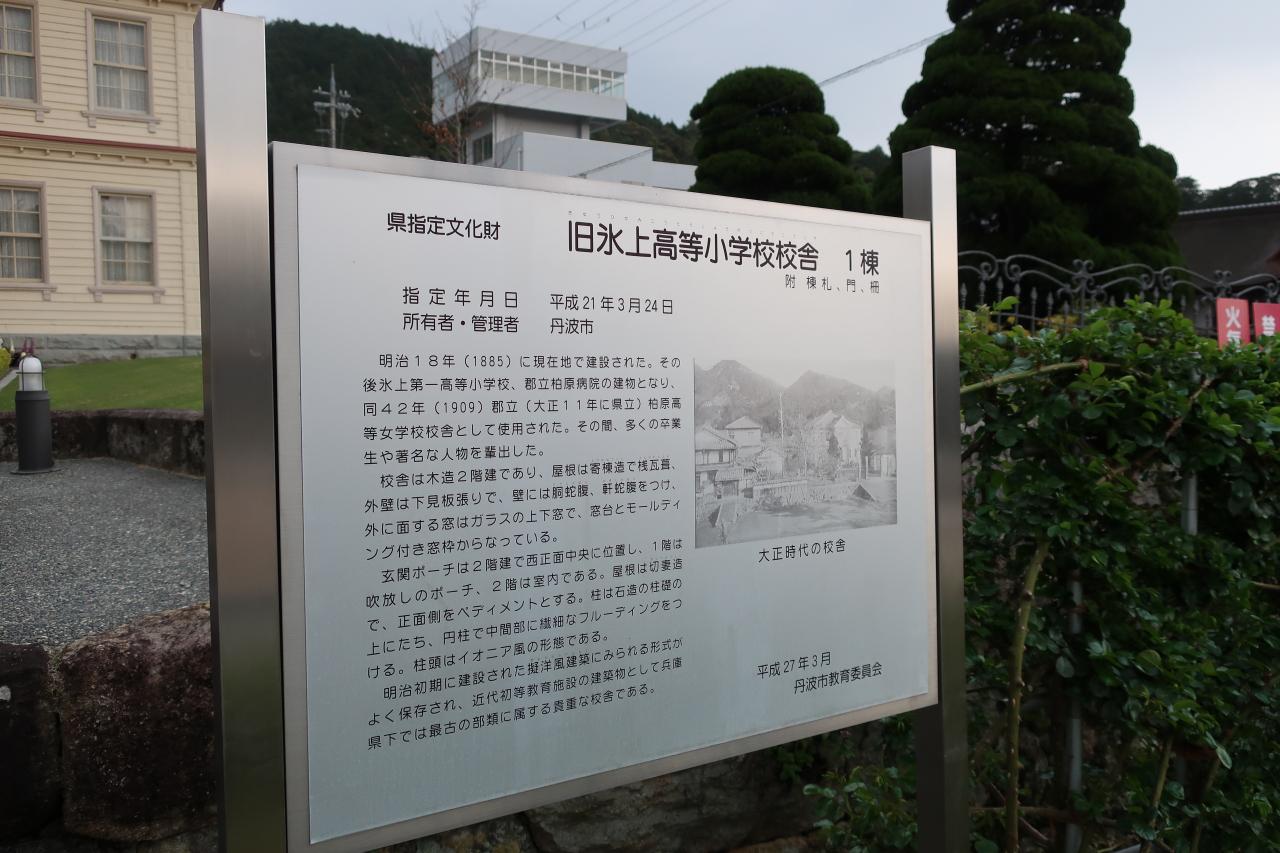 県指定文化財
旧氷上高等小学校校舎　1棟
附 棟札、門、柵
指定年月日　平成21年3月24日
所有者・管理者　丹波市
明治18年（1885）に現在地で建設された。その
後氷上第一高等小学校、郡立柏原病院の建物となり、
同42年（1909）郡立（大正11年に県立）柏原高
等女学校校舎として使用された。その間、多くの卒業
生や著名な人物を輩出した。
校舎は木造2階建であり、屋根は寄棟造で桟瓦葺、
外壁は下見板張りで、壁には胴蛇腹、軒蛇腹をつけ、
外に面する窓はガラスの上下窓で、窓台とモールディ
ング付き窓枠からなっている。
玄関ポーチは2階建で西正面中央に位置し、1階は
吹放しのポーチ、2階は室内である。屋根は切妻造
で、正面側をペディメントとする。柱は石造の柱礎の
上にたち、円柱で中間部に繊細なフルーディングをつ
ける。柱頭はイオニア風の形態である。
明治初期に建設された擬洋風建築にみられる形式が
よく保存され、近代初等教育施設の建築物として兵庫
県下では最古の部類に属する貴重な校舎である。
大正時代の校舎
平成27年3月
丹波市教育委員会
火気